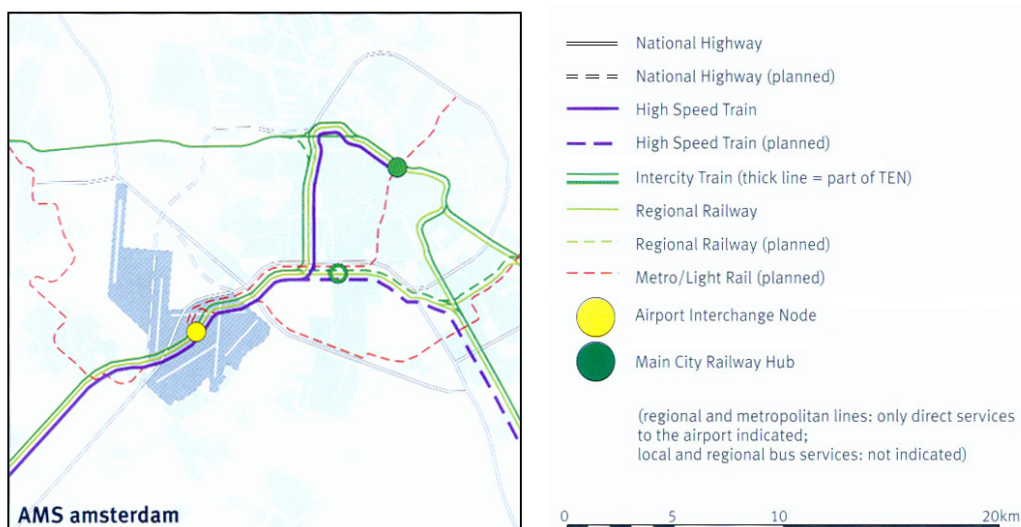 National Highway
National Highway (planned)
High Speed Train
High Speed Train (planned)
Intercity Train (thick line = part of TEN)
Regional Railway
Regional Railway (planned)
Metro/Light Rail (planned)
Airport Interchange Node
Main City Railway Hub
(regional and metropolitan lines: only direct services
to the airport indicated;
local and regional bus services: not indicated)
AMS amsterdam
0 5 10 20km